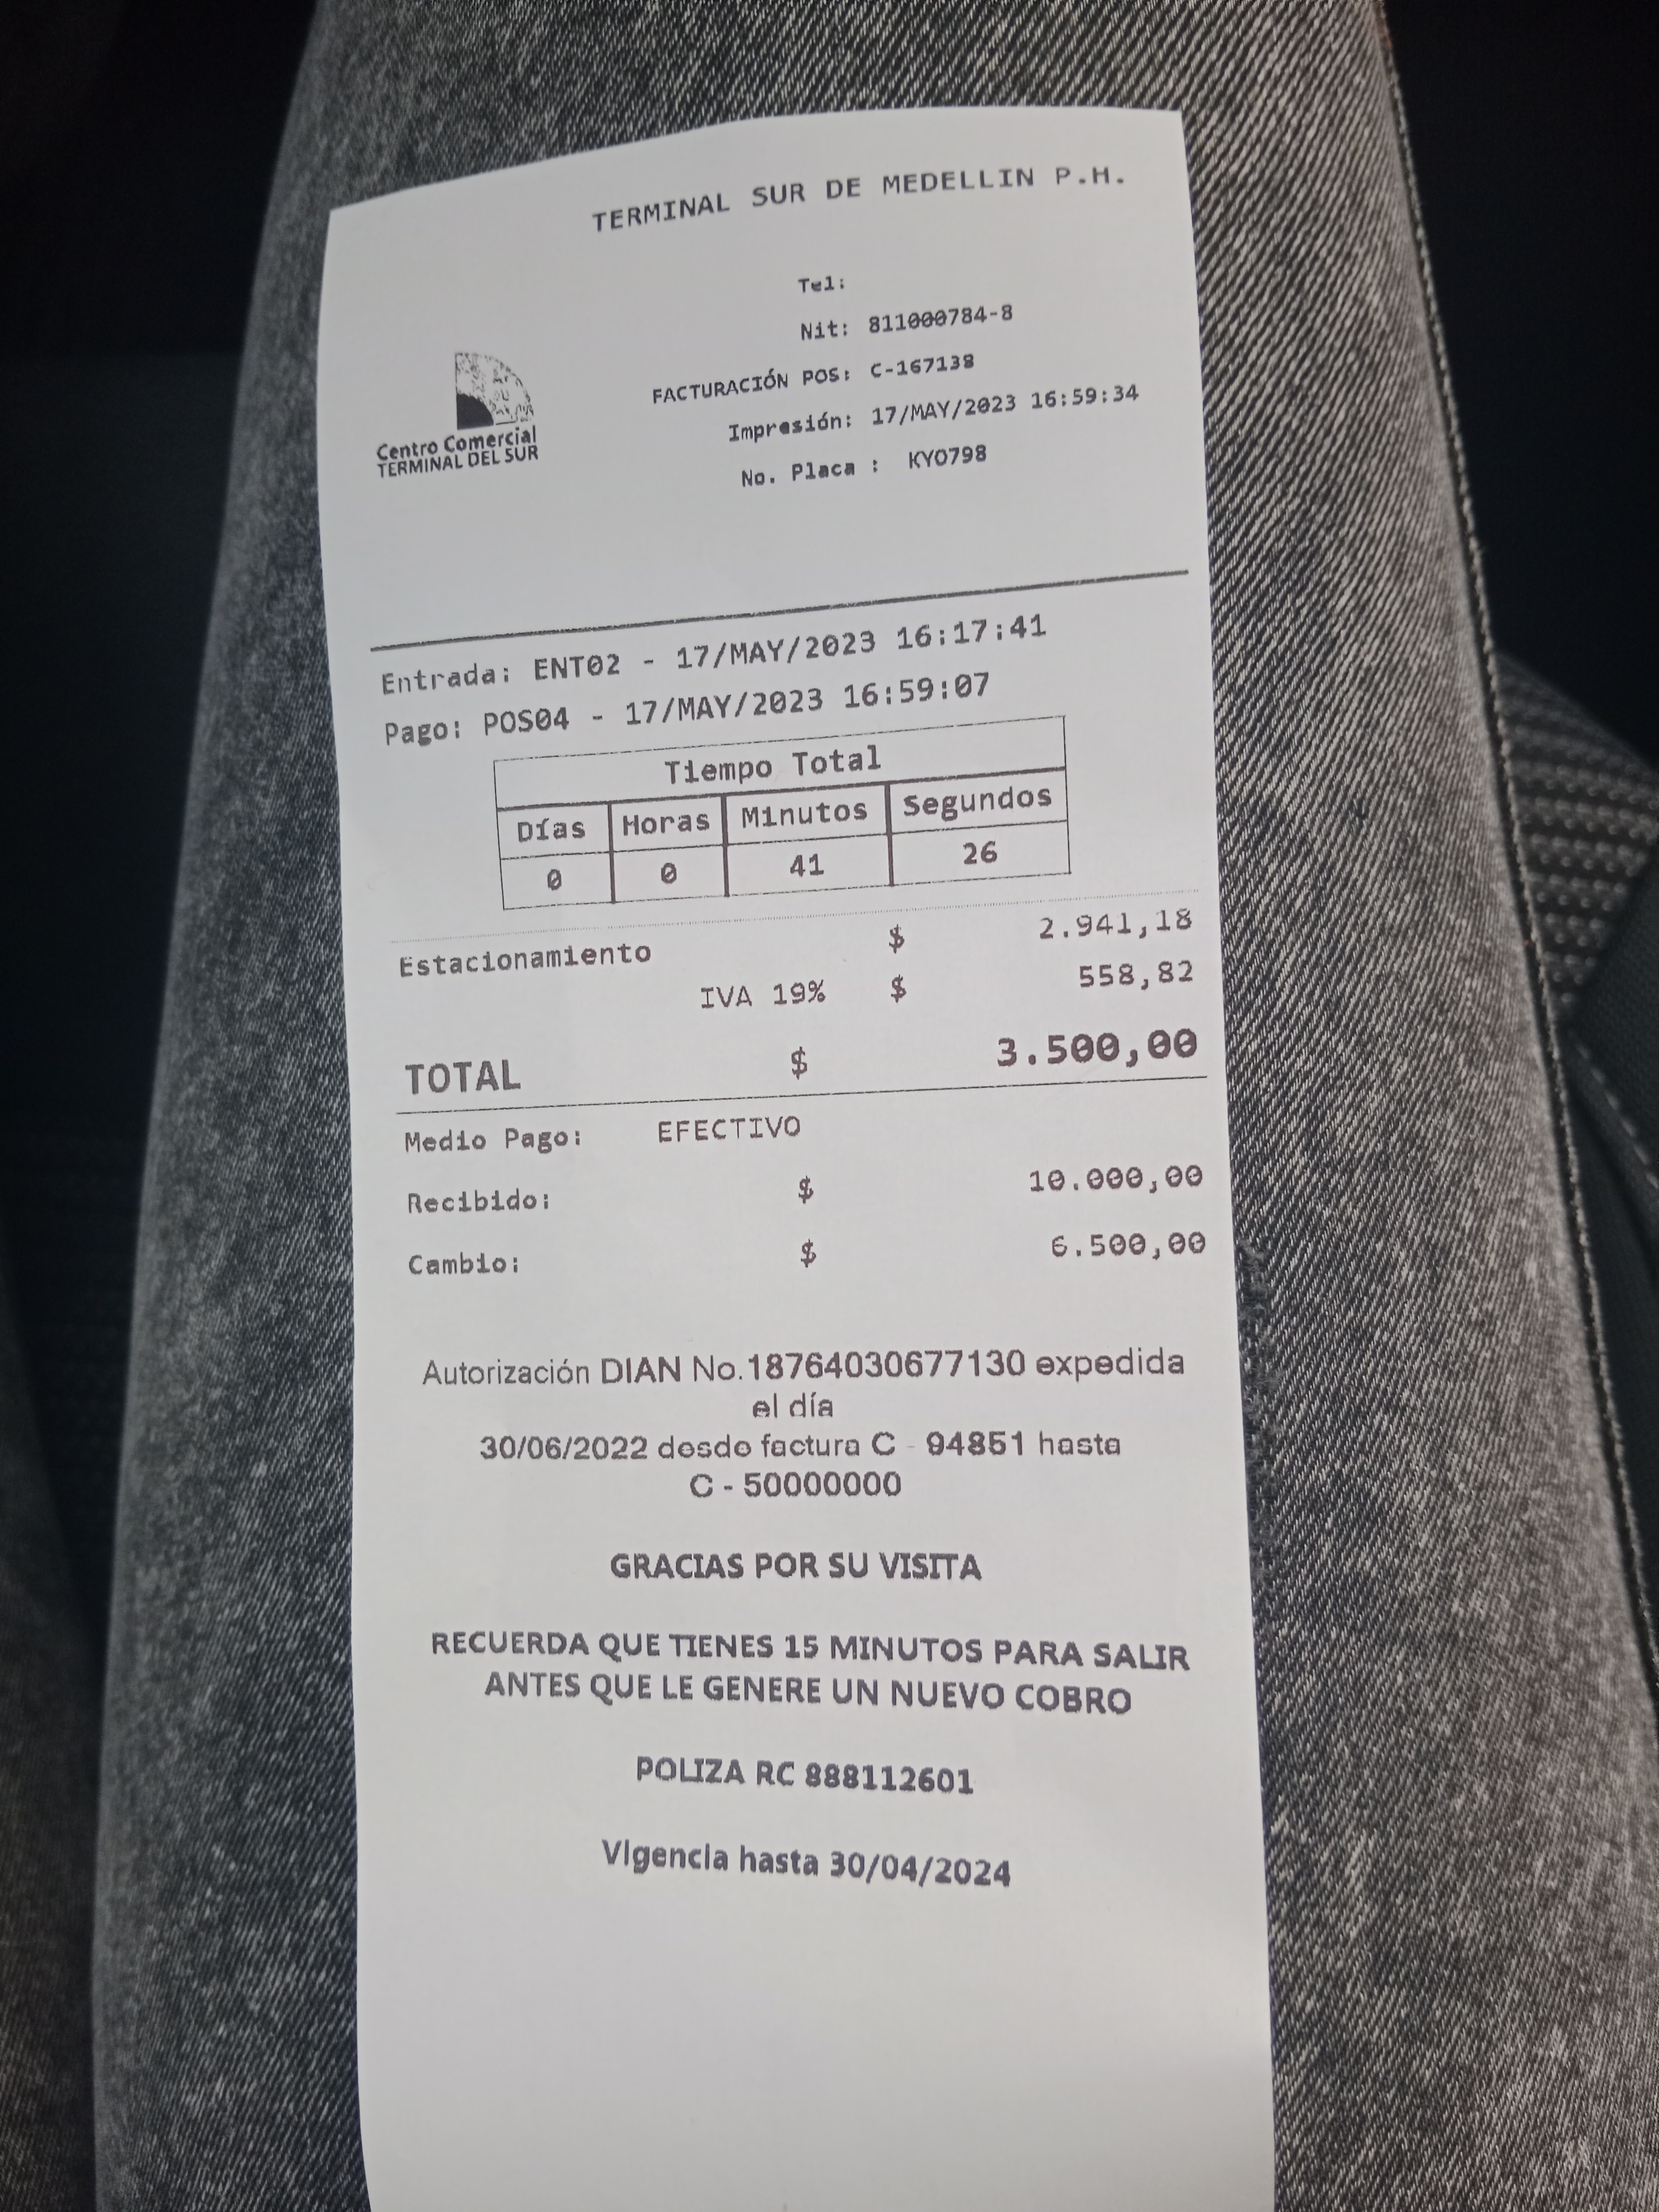 TERMINAL SUR DE MEDELLIN P.H.
Tel:
Nit: 811000784-8
FACTURACIÓN POS: C-167138
Impresión: 17/MAY/2023 16:59:34
No. Placa : KYO798
Centro Comercial
TERMINAL DEL SUR
Entrada: ENT02 - 17/MAY/2023 16:17:41
Pago: POS04 - 17/MAY/2023 16:59:07
Tiempo Total
Días Horas Minutos Segundos
0 0 41 26
Estacionamiento $ 2.941,18
IVA 19% $ 558,82
TOTAL $ 3.500,00
Medio Pago: EFECTIVO
Recibido: $ 10.000,00
Cambio: $ 6.500,00
Autorización DIAN No.18764030677130 expedida
el día
30/06/2022 desde factura C - 94851 hasta
C - 50000000
GRACIAS POR SU VISITA
RECUERDA QUE TIENES 15 MINUTOS PARA SALIR
ANTES QUE LE GENERE UN NUEVO COBRO
POLIZA RC 888112601
Vigencia hasta 30/04/2024